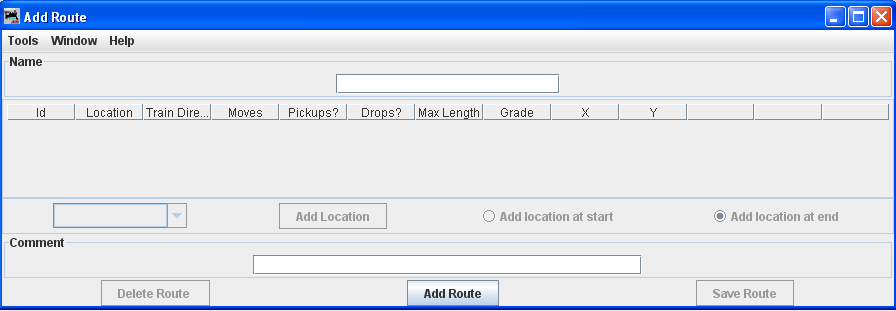 Add Route
Tools Window Help
Name
Id Location Train Dire... Moves Pickups? Drops? Max Length Grade X Y
Add Location Add location at start Add location at end
Comment
Delete Route Add Route Save Route